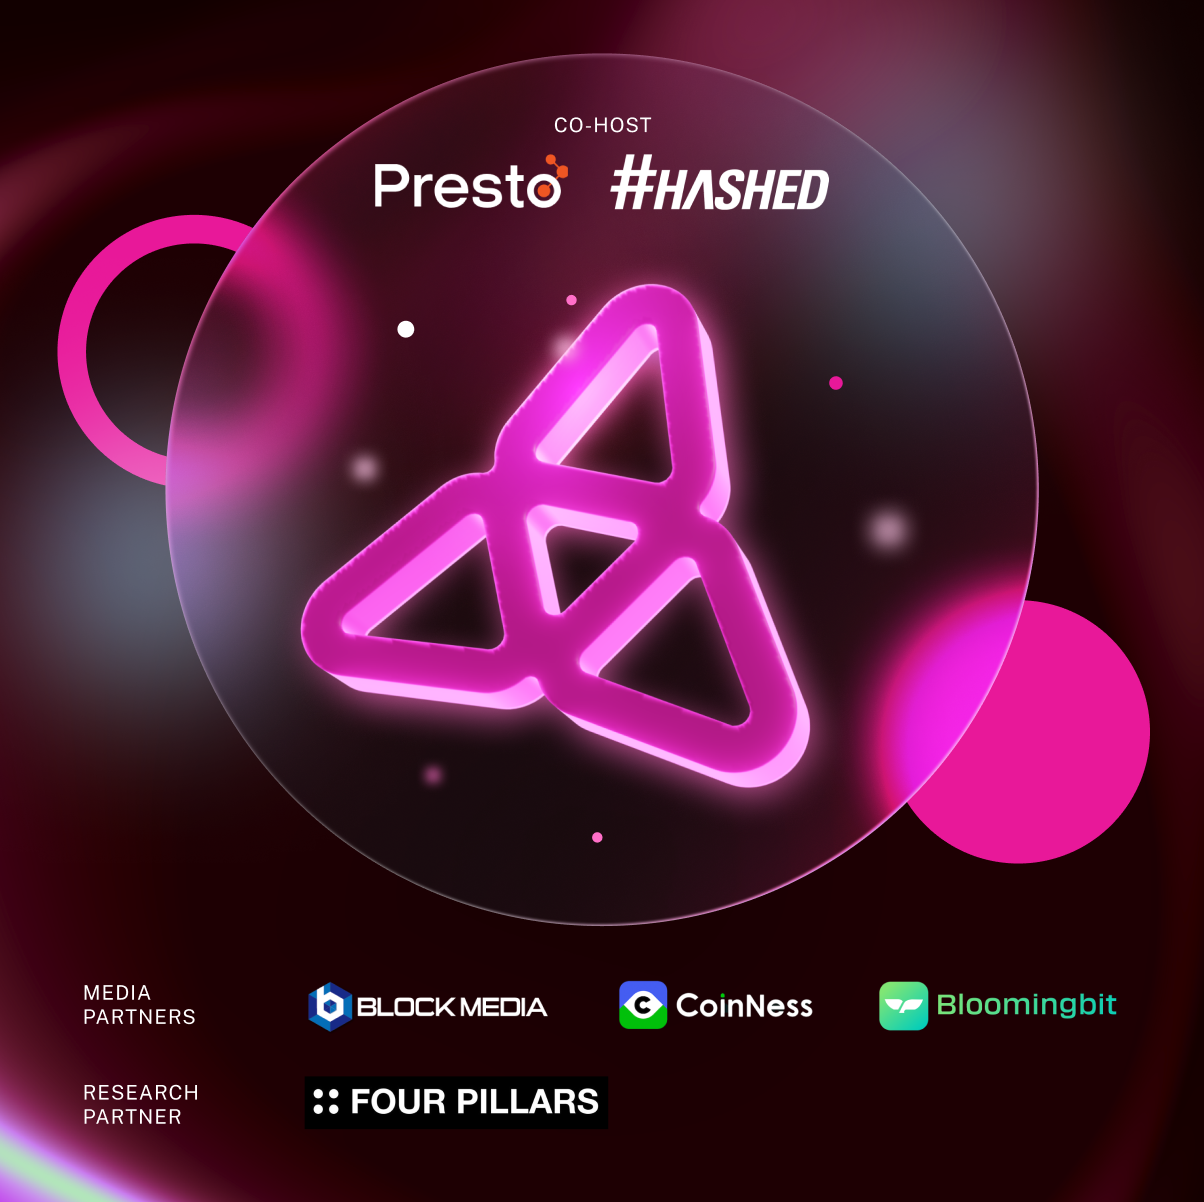 CO-HOST
Presto #HASHED
MEDIA
PARTNERS
BLOCK MEDIA
CoinNess
Bloomingbit
RESEARCH
PARTNER
FOUR PILLARS